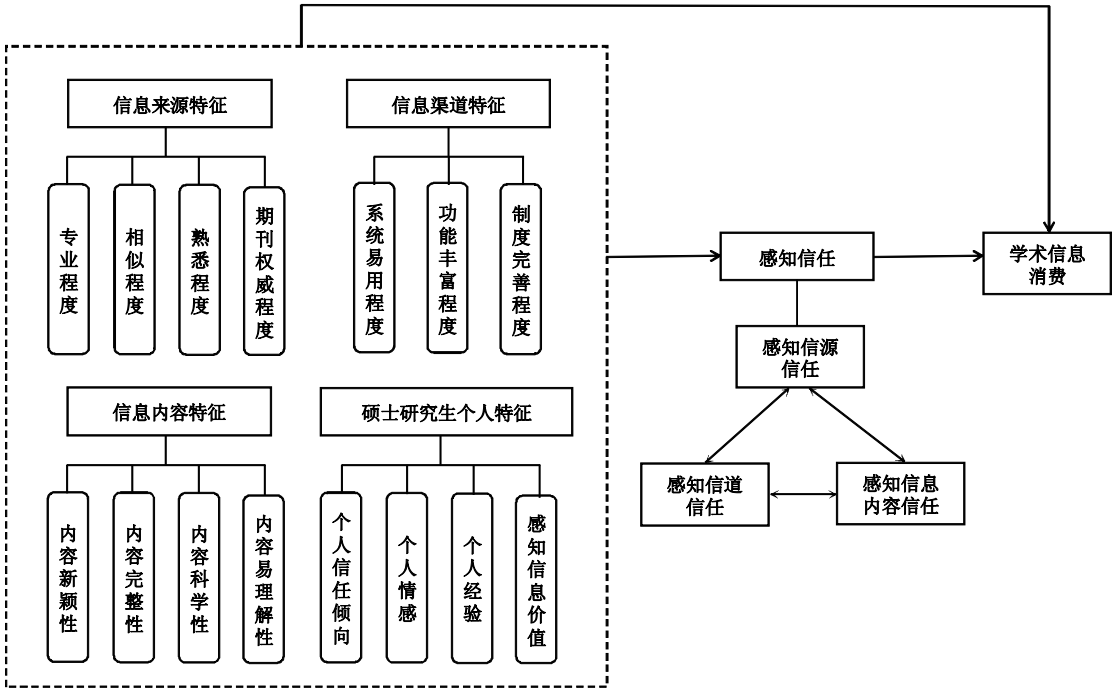 信息来源特征
信息渠道特征
专业程度
相似程度
熟悉程度
期刊权威程度
系统易用程度
功能丰富程度
制度完善程度
信息内容特征
硕士研究生个人特征
内容新颖性
内容完整性
内容科学性
内容易理解性
个人信任倾向
个人情感
个人经验
感知信息价值
感知信任
学术信息
消费
感知信源
信任
感知信道
信任
感知信息
内容信任